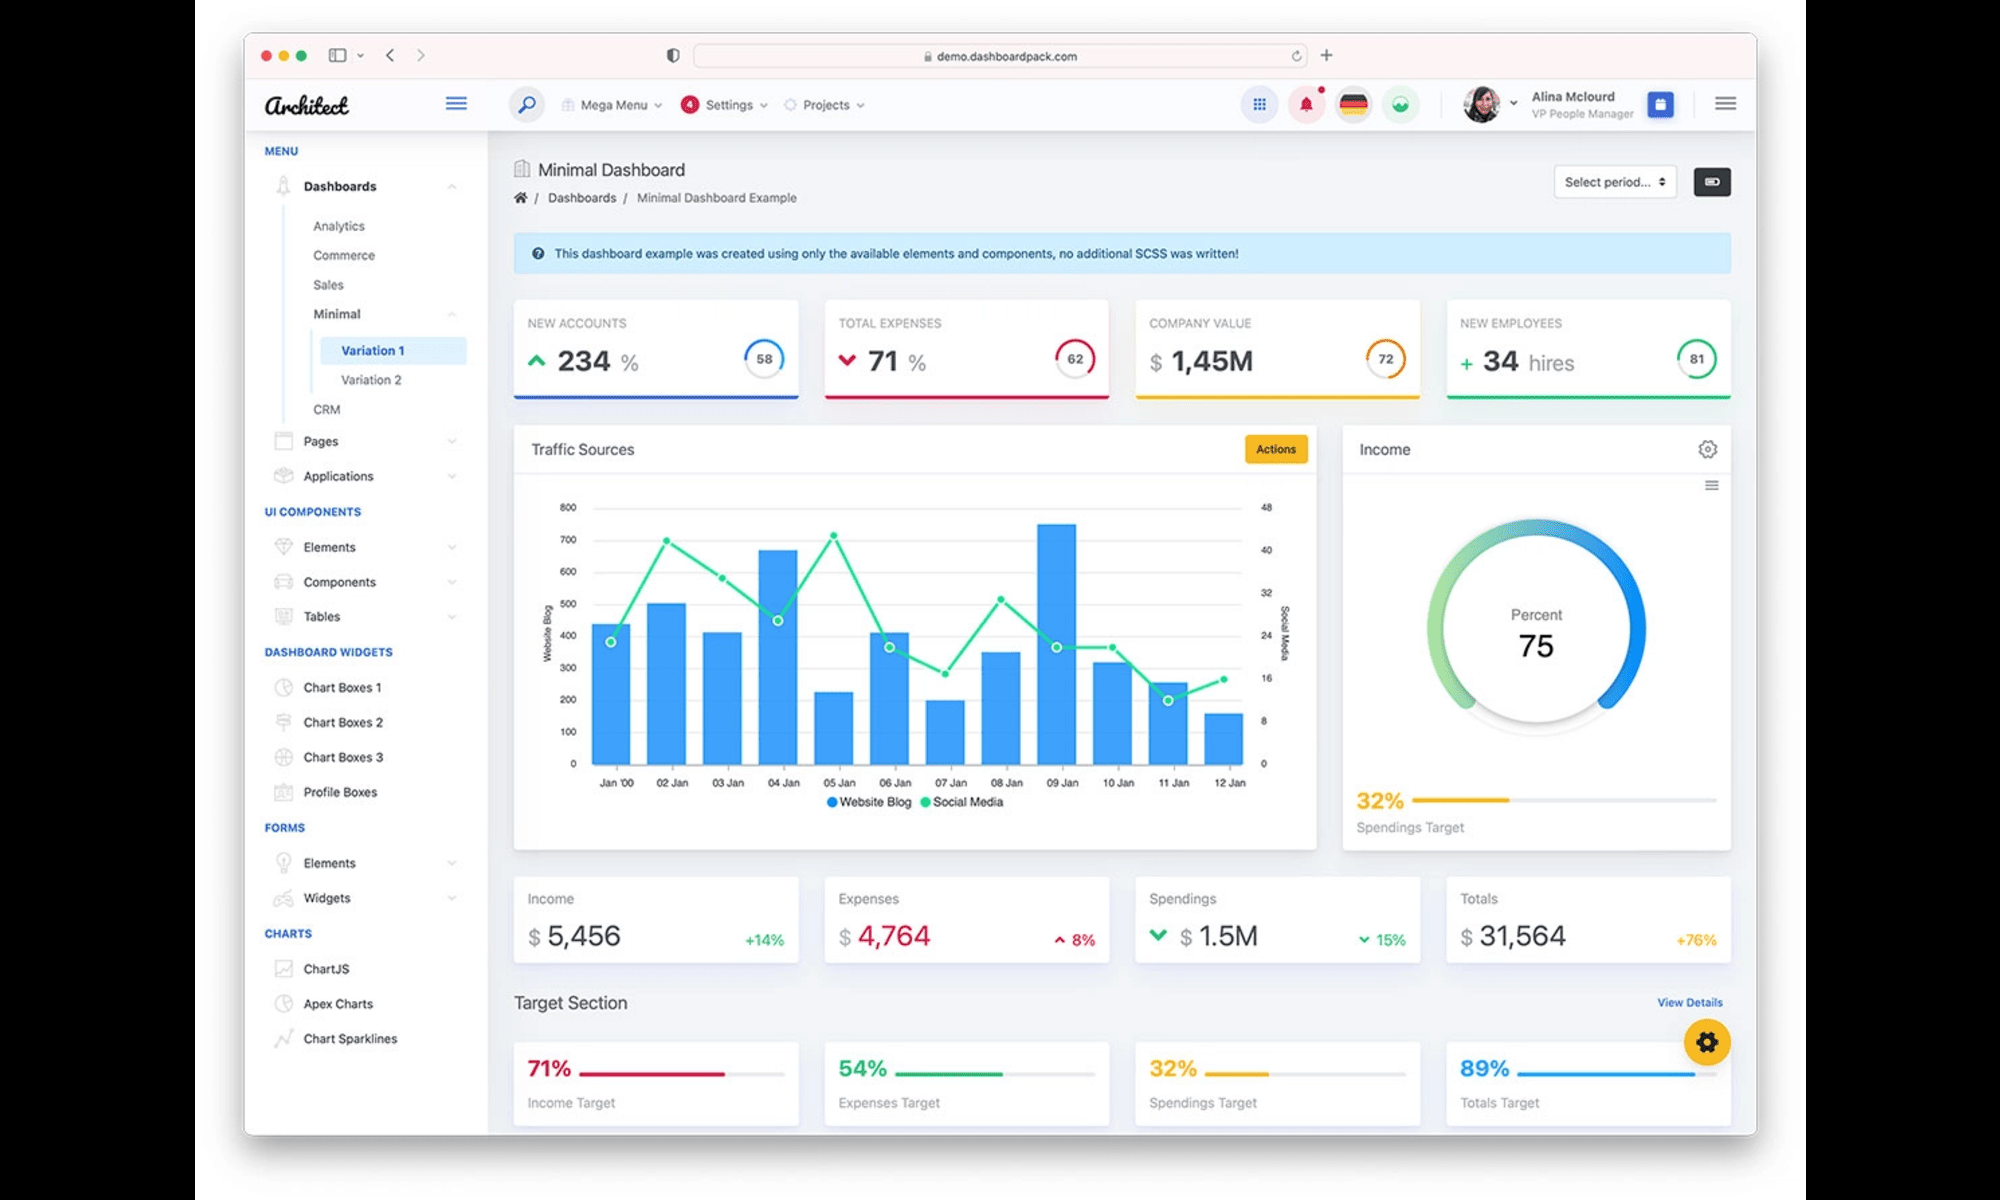 demo.dashboardpack.com
Architect
Mega Menu
4
Settings
Projects
Alina Mclourd
VP People Manager
MENU
Dashboards
Analytics
Commerce
Sales
Minimal
Variation 1
Variation 2
CRM
Pages
Applications
UI COMPONENTS
Elements
Components
Tables
DASHBOARD WIDGETS
Chart Boxes 1
Chart Boxes 2
Chart Boxes 3
Profile Boxes
FORMS
Elements
Widgets
CHARTS
ChartJS
Apex Charts
Chart Sparklines
Minimal Dashboard
/ Dashboards / Minimal Dashboard Example
Select period...
This dashboard example was created using only the available elements and components, no additional SCSS was written!
NEW ACCOUNTS
234 %
58
TOTAL EXPENSES
71 %
62
COMPANY VALUE
$ 1,45M
72
NEW EMPLOYEES
+ 34 hires
81
Traffic Sources
Actions
800
700
600
500
400
300
200
100
0
Website Blog
48
40
32
24
16
8
0
Social Media
Jan '00 02 Jan 03 Jan 04 Jan 05 Jan 06 Jan 07 Jan 08 Jan 09 Jan 10 Jan 11 Jan 12 Jan
Website Blog Social Media
Income
Percent
75
32%
Spendings Target
Income
$ 5,456
+14%
Expenses
$ 4,764
8%
Spendings
$ 1.5M
15%
Totals
$ 31,564
+76%
Target Section
View Details
71%
Income Target
54%
Expenses Target
32%
Spendings Target
89%
Totals Target